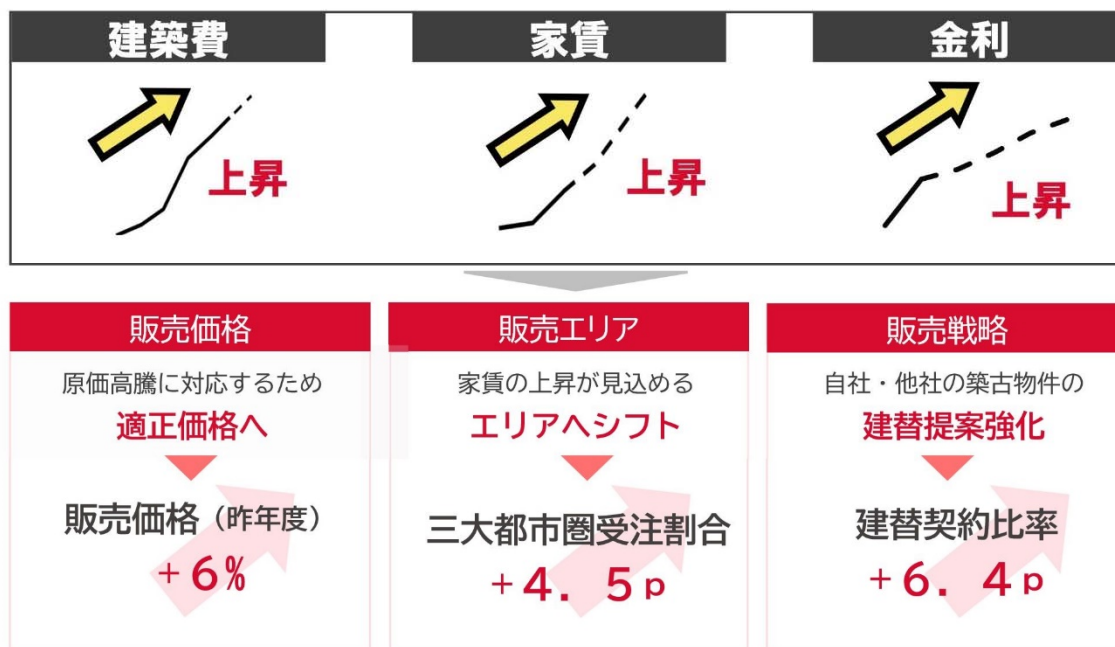 建築費
家賃
金利
上昇
上昇
上昇
販売価格
原価高騰に対応するため
適正価格へ
販売価格（昨年度）
+6%
販売エリア
家賃の上昇が見込める
エリアへシフト
三大都市圏受注割合
+4．5p
販売戦略
自社・他社の築古物件の
建替提案強化
建替契約比率
+6．4p